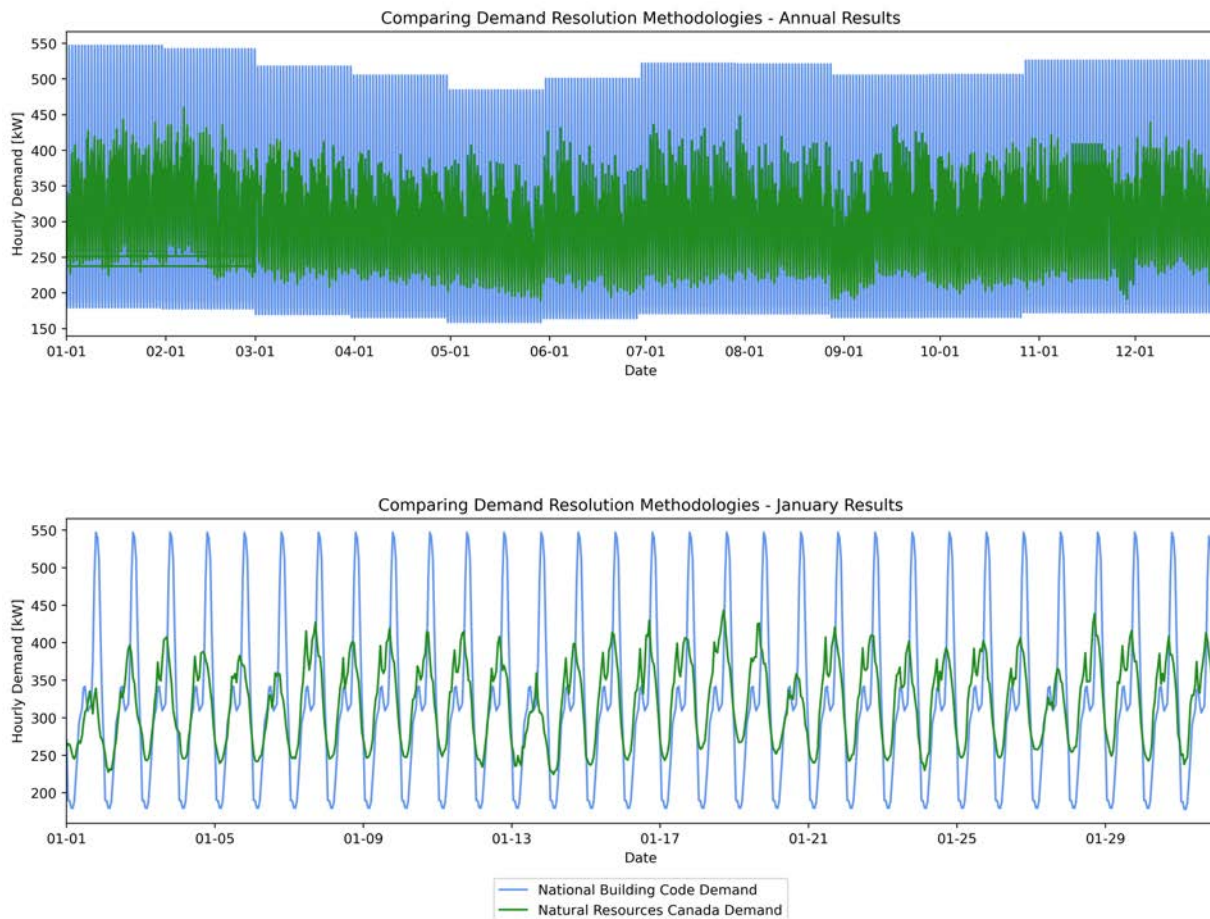 Comparing Demand Resolution Methodologies - Annual Results
550
500
450
400
350
300
250
200
150
Hourly Demand [kW]
01-01 02-01 03-01 04-01 05-01 06-01 07-01 08-01 09-01 10-01 11-01 12-01
Date
Comparing Demand Resolution Methodologies - January Results
550
500
450
400
350
300
250
200
Hourly Demand [kW]
01-01 01-05 01-09 01-13 01-17 01-21 01-25 01-29
Date
National Building Code Demand
Natural Resources Canada Demand